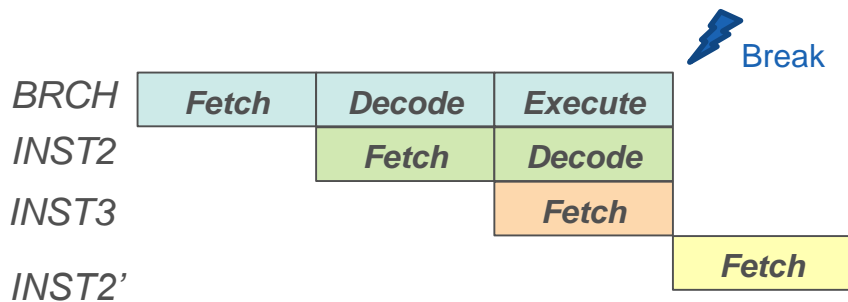 Break
BRCH Fetch Decode Execute
INST2 Fetch Decode
INST3 Fetch
Fetch
INST2’